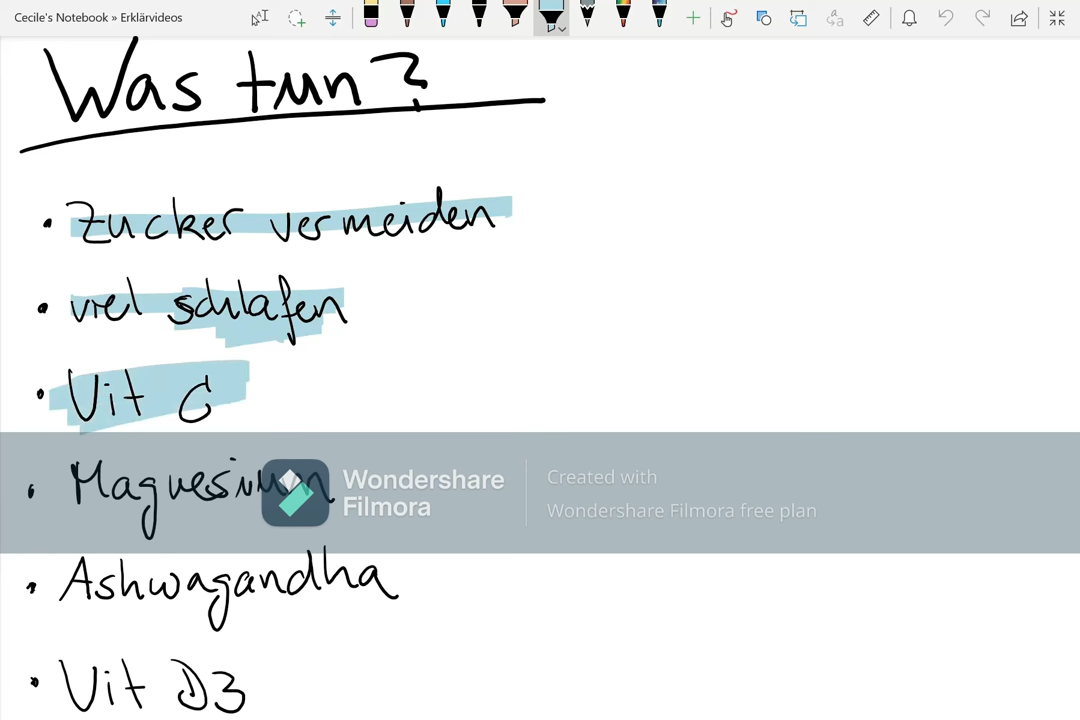 Cecile's Notebook » Erklärvideos
Was tun?
• Zucker vermeiden
• viel schlafen
• Vit C
• Magnesium
Wondershare Filmora
Created with
Wondershare Filmora free plan
• Ashwagandha
• Vit D3